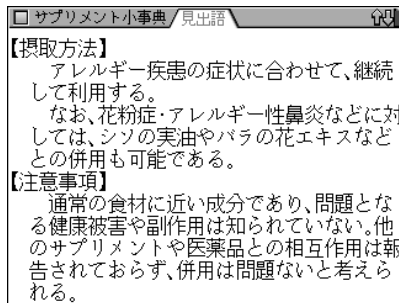 サプリメント小事典 見出語
【摂取方法】
アレルギー疾患の症状に合わせて、継続
して利用する。
なお、花粉症・アレルギー性鼻炎などに対
しては、シソの実油やバラの花エキスなど
との併用も可能である。
【注意事項】
通常の食材に近い成分であり、問題とな
る健康被害や副作用は知られていない。他
のサプリメントや医薬品との相互作用は報
告されておらず、併用は問題ないと考えら
れる。